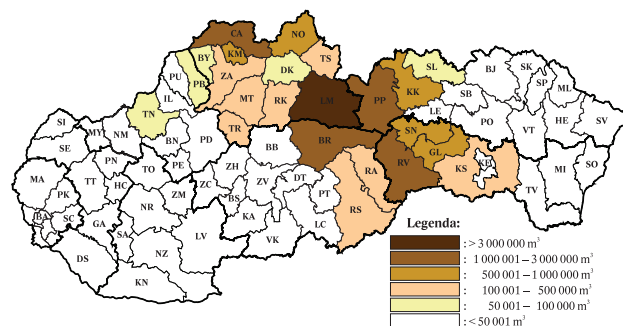 CA
NO
KM
BY
TS
SL
BJ
SK
PU
ZA
DK
SP
ML
PB
KK
IL
MT
RK
LM
PP
SB
LE
HE
SV
TN
SI
MY
NM
TR
SN
PO
VT
SE
BN
PD
BB
BR
GL
PN
PE
ZH
RA
RV
KS
KE
MI
SO
MA
TT
HC
TO
ZC
ZV
DT
PT
TV
PK
NR
ZM
BS
BA
SC
GA
SA
KA
RS
LV
VK
LC
DS
NZ
KN
Legenda:
: > 3 000 000 m³
: 1 000 001 – 3 000 000 m³
: 500 001 – 1 000 000 m³
: 100 001 – 500 000 m³
: 50 001 – 100 000 m³
: < 50 001 m³